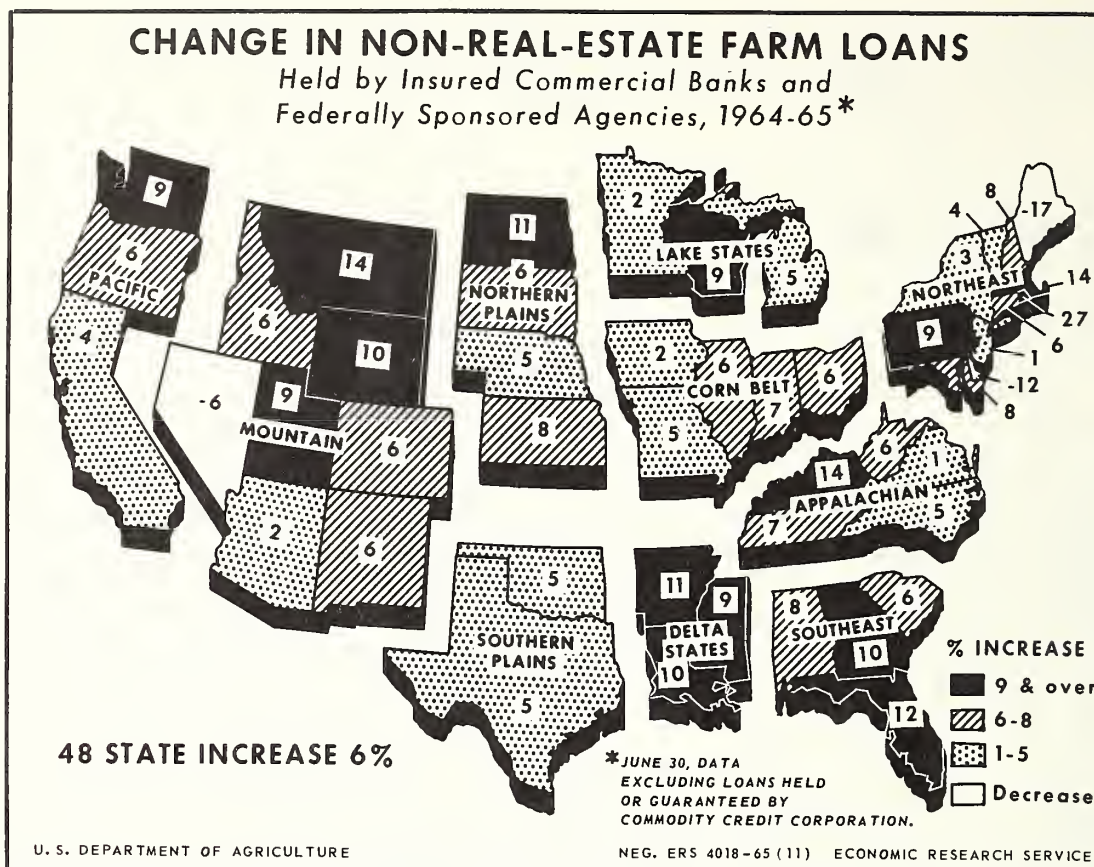 CHANGE IN NON-REAL-ESTATE FARM LOANS
Held by Insured Commercial Banks and
Federally Sponsored Agencies, 1964-65*
9
6
PACIFIC
4
14
6
10
-6
9
MOUNTAIN
6
2
6
11
6
NORTHERN
PLAINS
5
8
2
LAKE STATES
9
5
2
6
6
CORN BELT
7
5
8
4
-17
3
NORTHEAST
14
9
27
6
1
-12
8
6
1
14
APPALACHIAN
7
5
5
SOUTHERN
PLAINS
5
11
9
DELTA
STATES
10
8
6
SOUTHEAST
10
12
% INCREASE
9 & over
6-8
1-5
Decrease
48 STATE INCREASE 6%
*JUNE 30, DATA
EXCLUDING LOANS HELD
OR GUARANTEED BY
COMMODITY CREDIT CORPORATION.
U. S. DEPARTMENT OF AGRICULTURE
NEG. ERS 4018-65 (11) ECONOMIC RESEARCH SERVICE